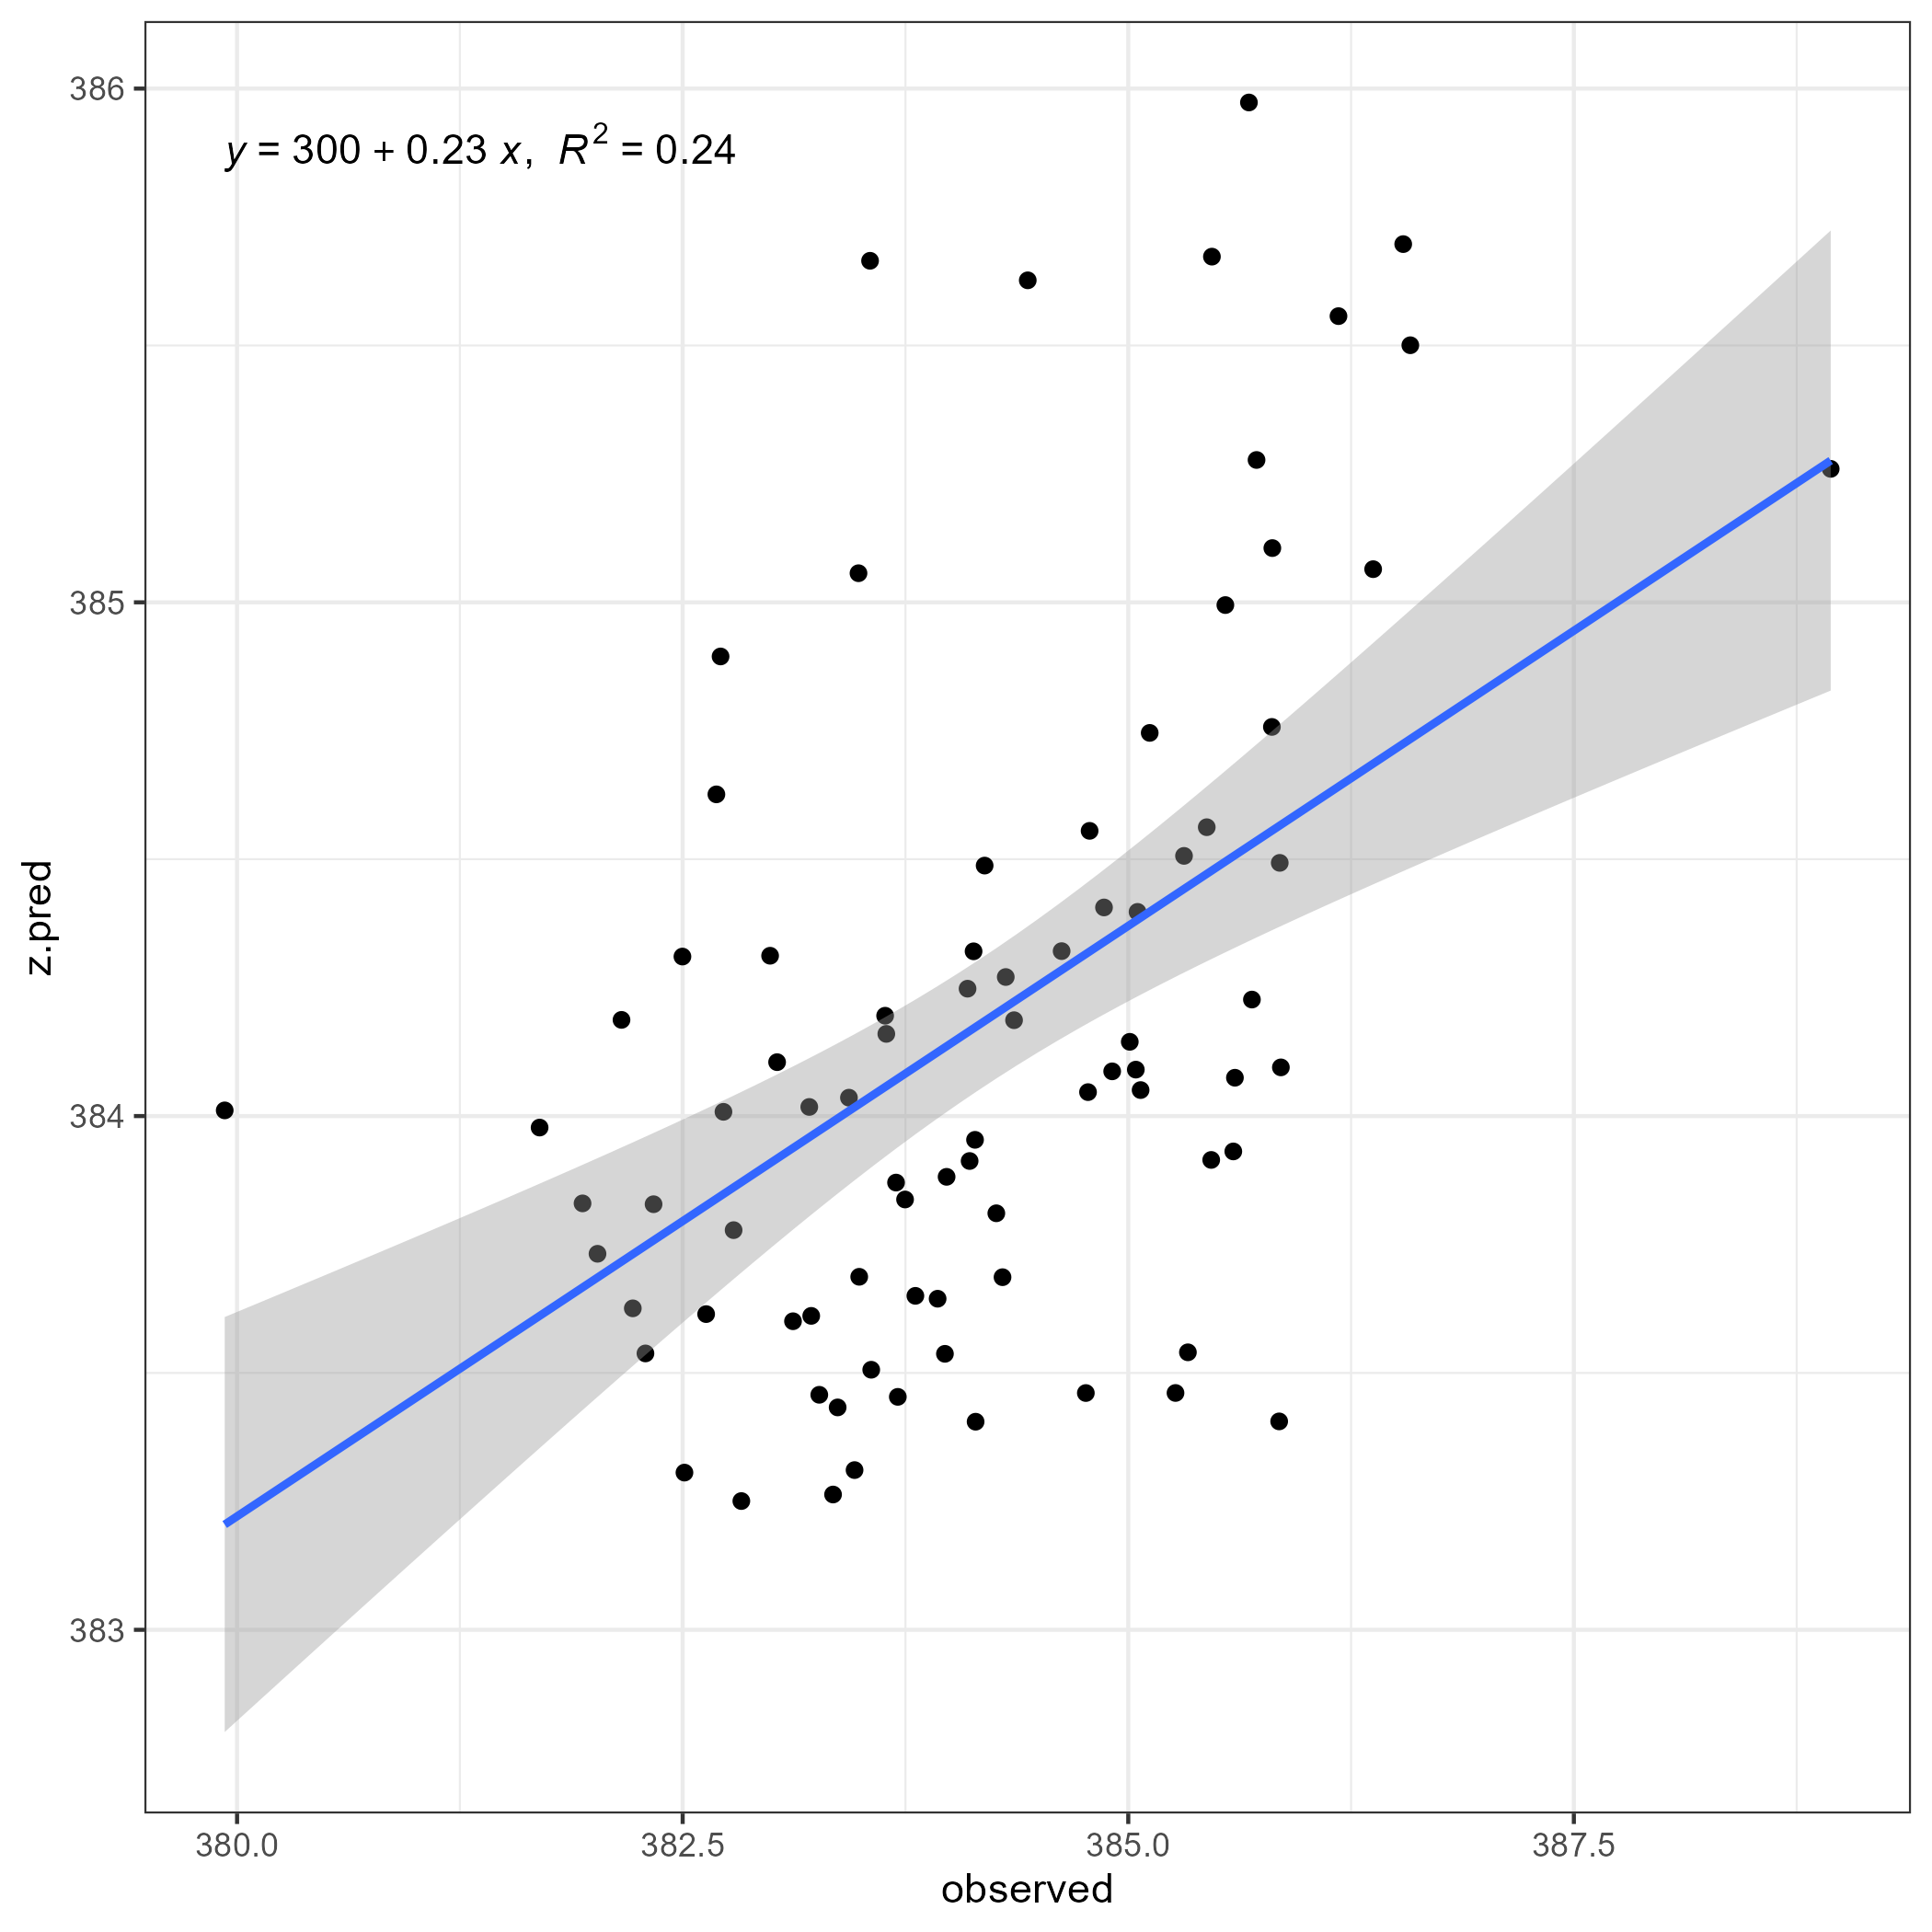 386
y = 300 + 0.23 x, R² = 0.24
385
z.pred
384
383
380.0 382.5 385.0 387.5
observed